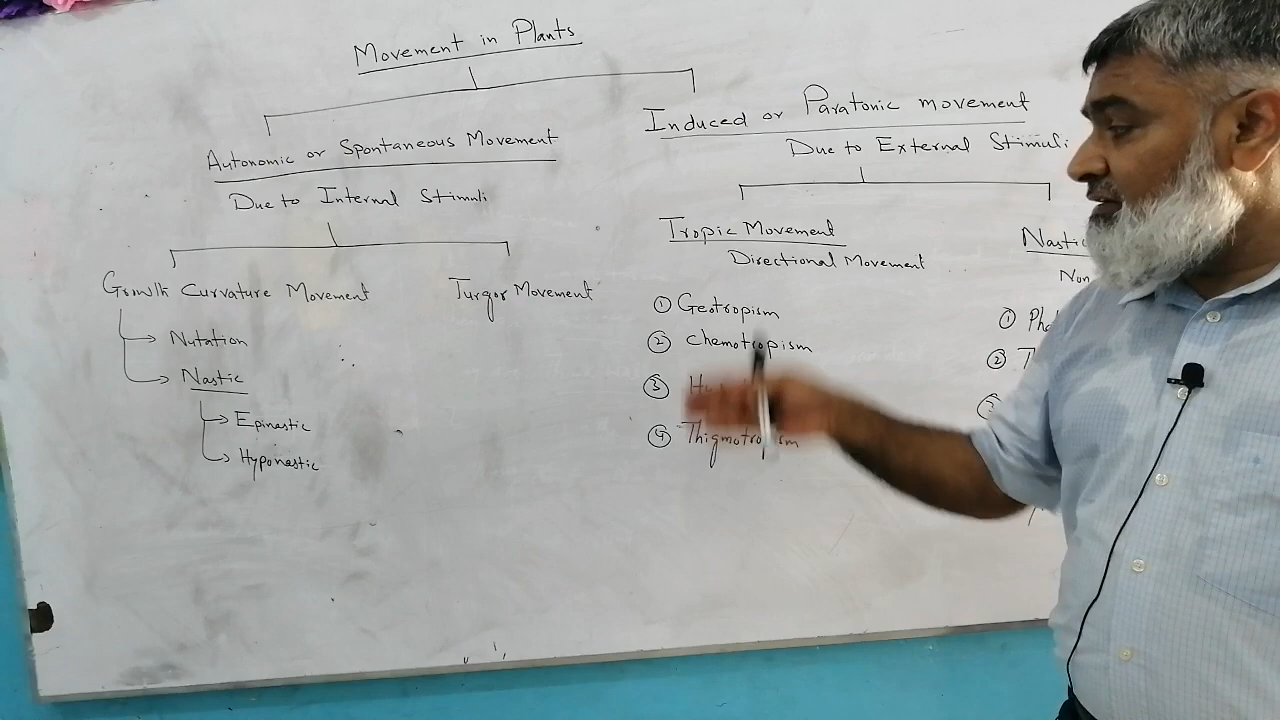 Movement in Plants
Autonomic or Spontaneous Movement
Due to Internal Stimuli
Growth Curvature Movement
→ Nutation
→ Nastic
→ Epinastic
→ Hyponastic
Turgor Movement
Induced or Paratonic movement
Due to External Stimuli
Tropic Movement
Directional Movement
① Geotropism
② Chemotropism
③
④ Thigmotropism
Nastic
Non
①
②